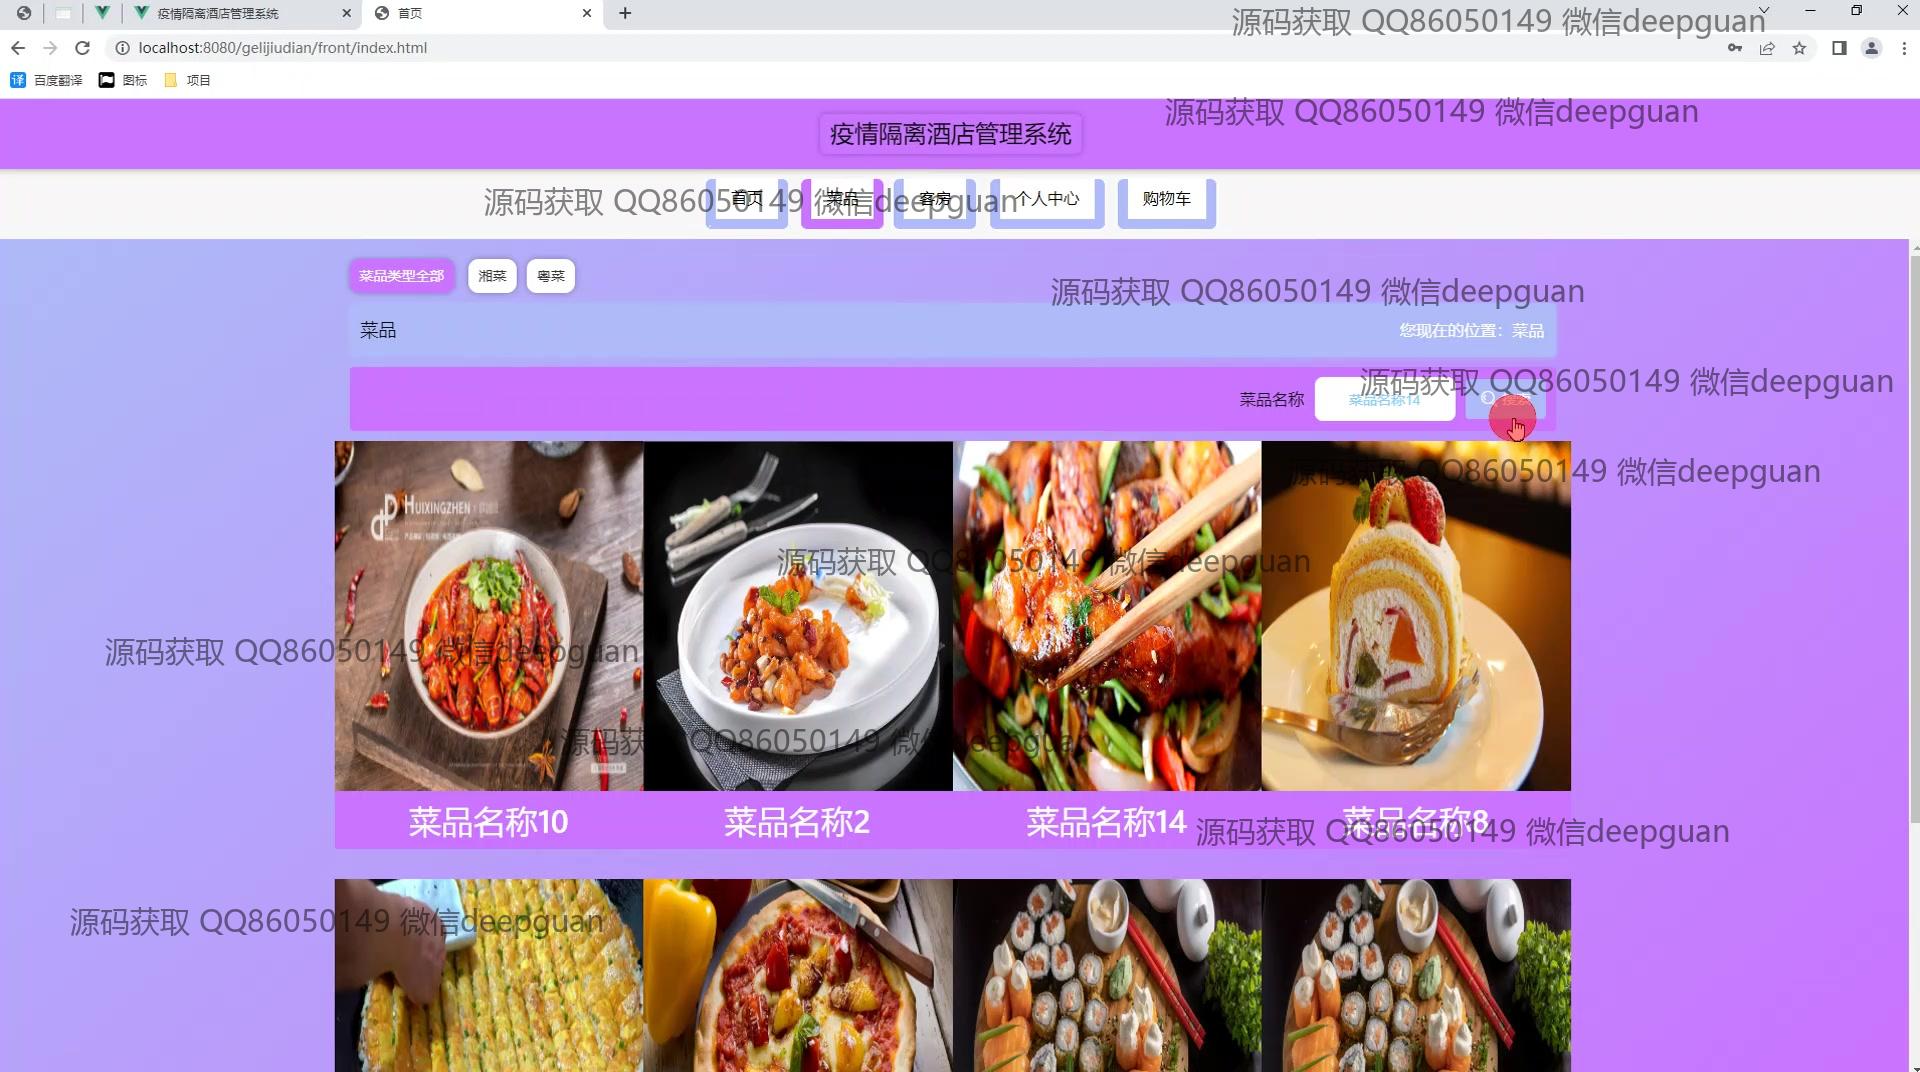 疫情隔离酒店管理系统
首页
源码获取 QQ86050149 微信deepguan
localhost:8080/gelijiudian/front/index.html
百度翻译 图标 项目
源码获取 QQ86050149 微信deepguan
疫情隔离酒店管理系统
首页 菜品 客房 个人中心 购物车
源码获取 QQ86050149 微信deepguan
菜品类型全部 湘菜 粤菜
源码获取 QQ86050149 微信deepguan
菜品 您现在的位置：菜品
源码获取 QQ86050149 微信deepguan
菜品名称 菜品名称14 搜索
源码获取 QQ86050149 微信deepguan
HUIXINGZHEN
源码获取 QQ86050149 微信deepguan
源码获取 QQ86050149 微信deepguan
源码获取 QQ86050149 微信deepguan
菜品名称10 菜品名称2 菜品名称14 菜品名称8
源码获取 QQ86050149 微信deepguan
源码获取 QQ86050149 微信deepguan